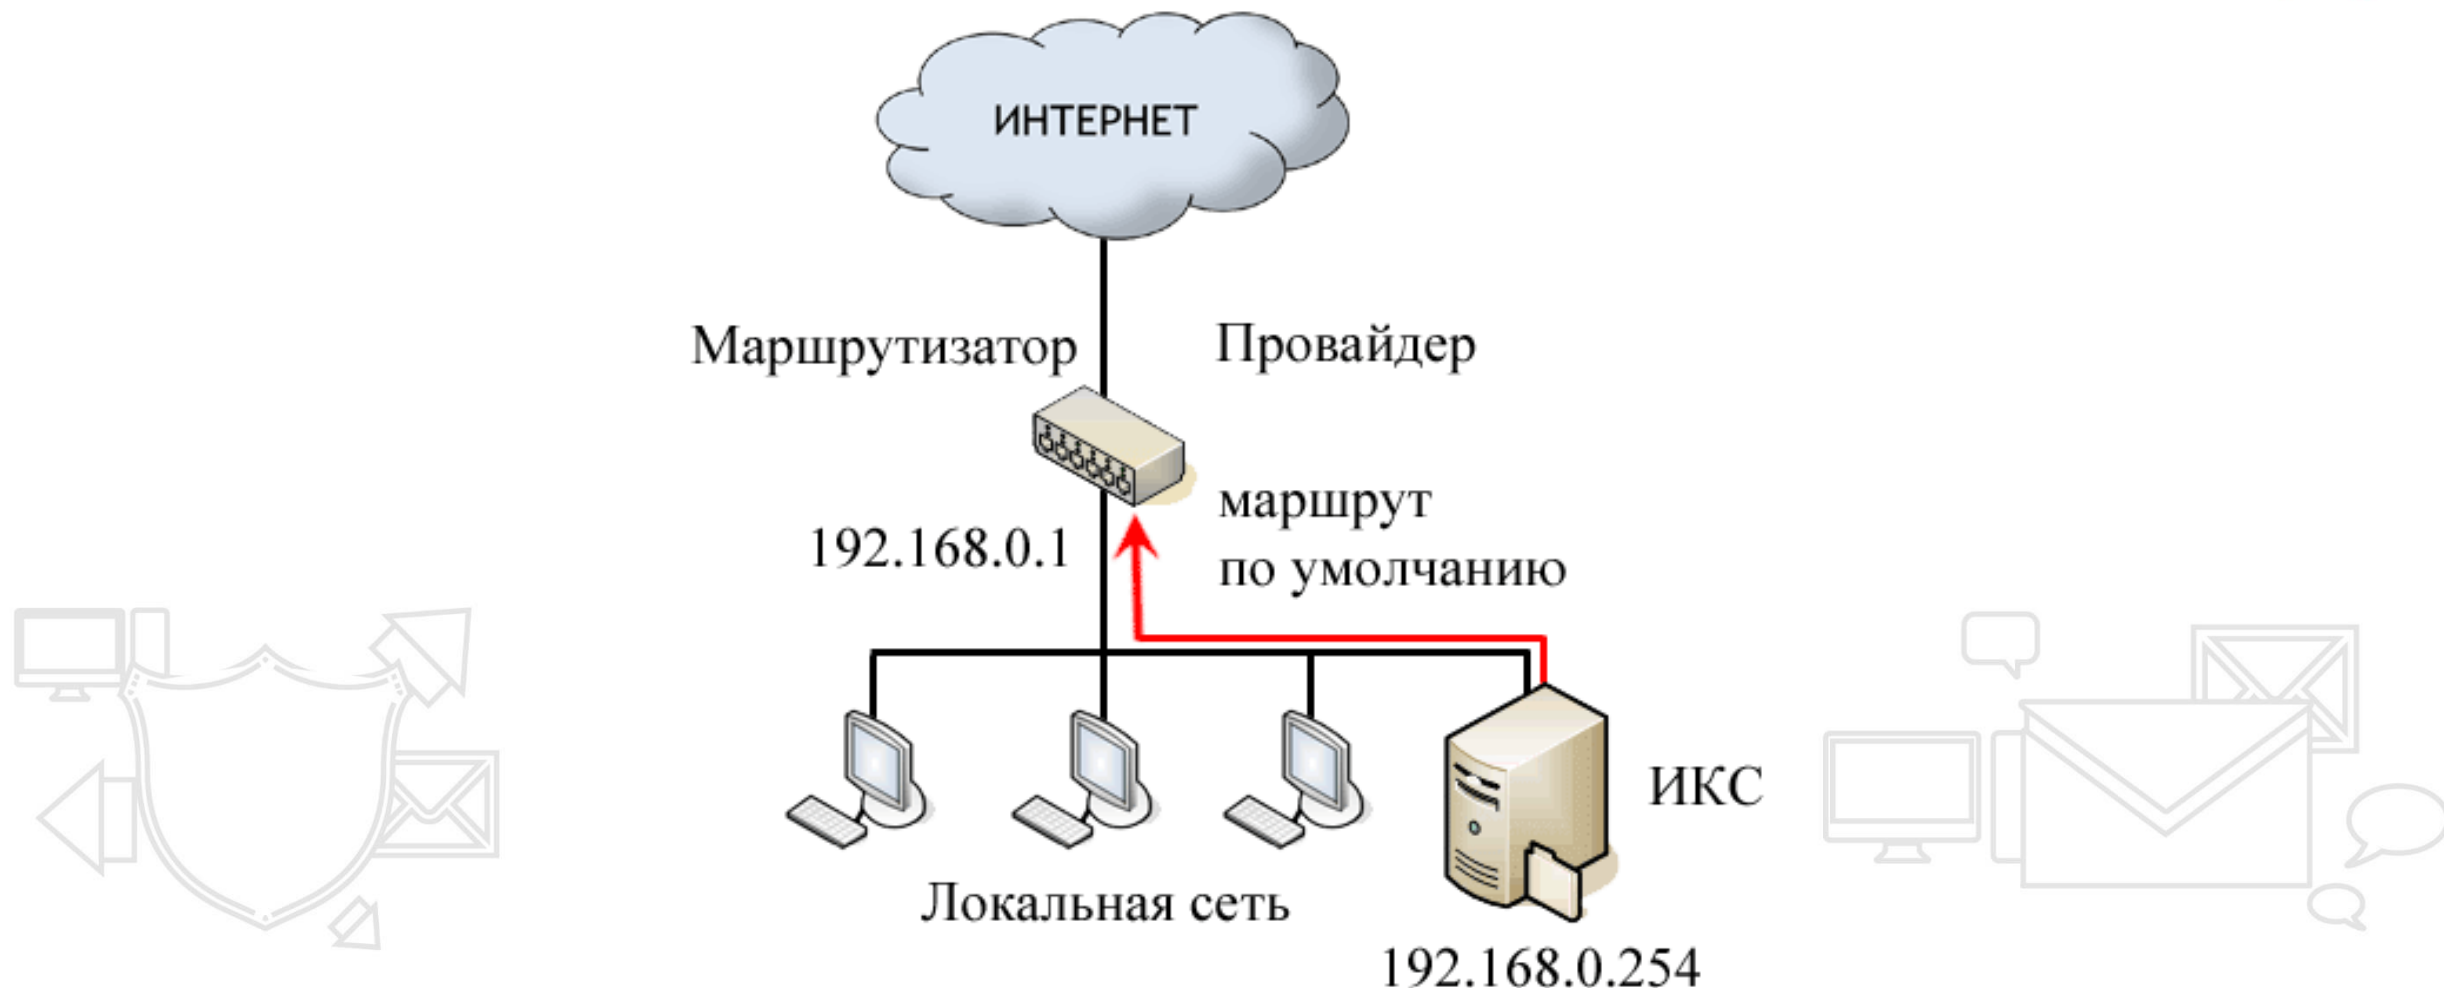 ИНТЕРНЕТ
Маршрутизатор
Провайдер
маршрут
по умолчанию
192.168.0.1
ИКС
Локальная сеть
192.168.0.254